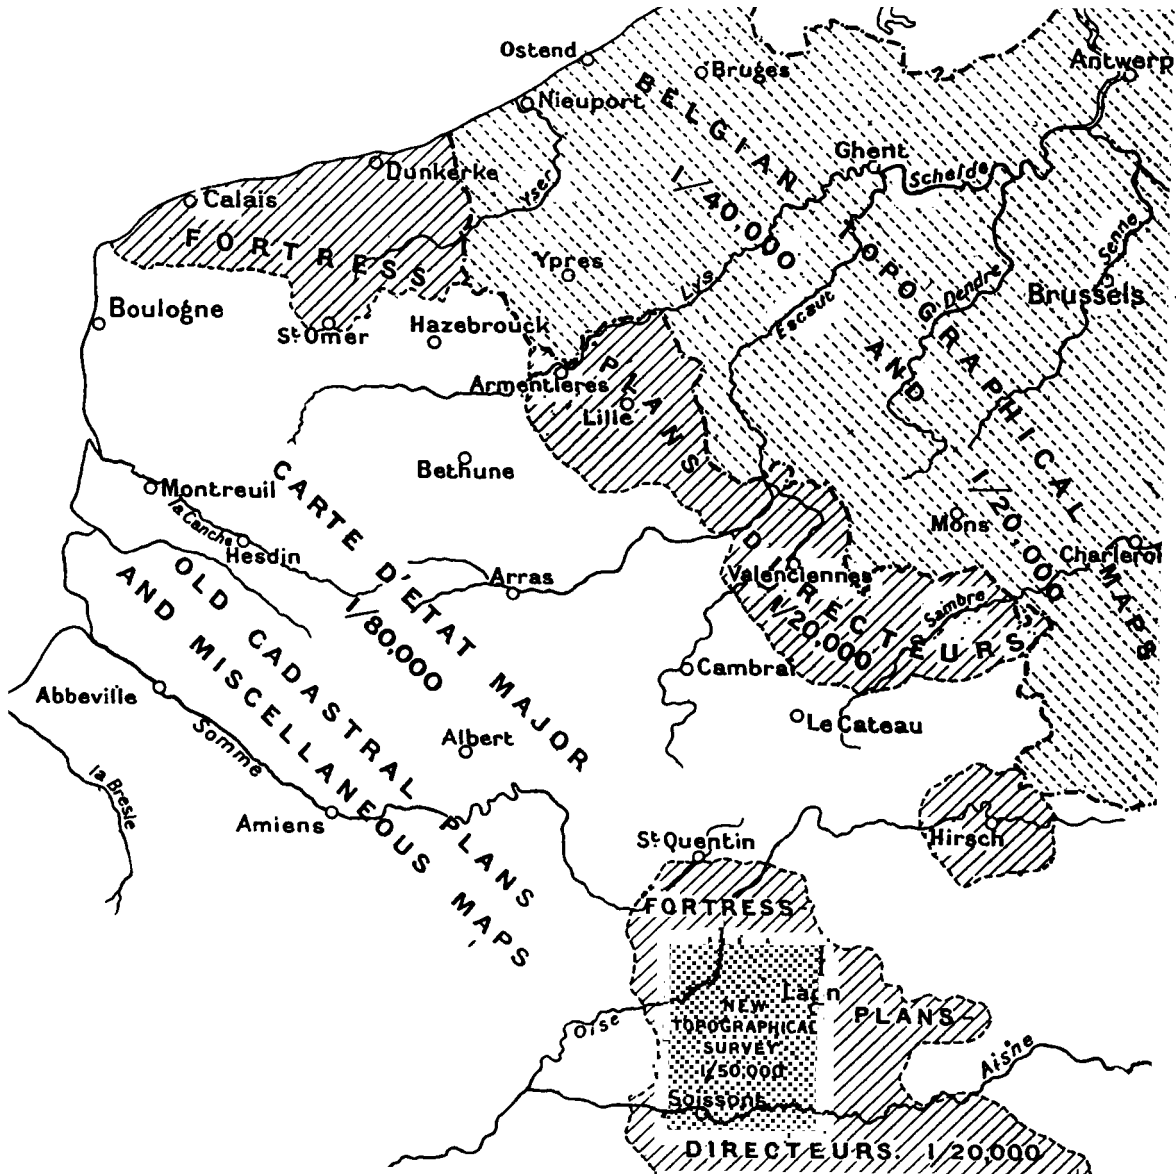 Ostend
Bruges
Antwerp
Nieuport
BELGIAN
1/40,000
TOPOGRAPHICAL
AND
1/20,000
MAPS
Ghent
Schelde
Dunkerke
Calais
Yser
Senne
FORTRESS
Ypres
Lys
Dendre
Brussels
Escaut
Boulogne
St Omer
Hazebrouck
PLANS
Armentieres
Lille
Bethune
CARTE D'ETAT MAJOR
1/80,000
Montreuil
la Canche
Hesdin
Mons
Charleroi
DIRECTEURS
1/20,000
Valenciennes
Arras
Sambre
OLD CADASTRAL PLANS
AND MISCELLANEOUS MAPS
Cambrai
Abbeville
Le Cateau
Somme
Albert
la Bresle
Amiens
St Quentin
Hirsch
FORTRESS-
Laon
NEW
TOPOGRAPHICAL
SURVEY
1/50,000
PLANS-
Oise
Aisne
Soissons
DIRECTEURS. 1/20,000